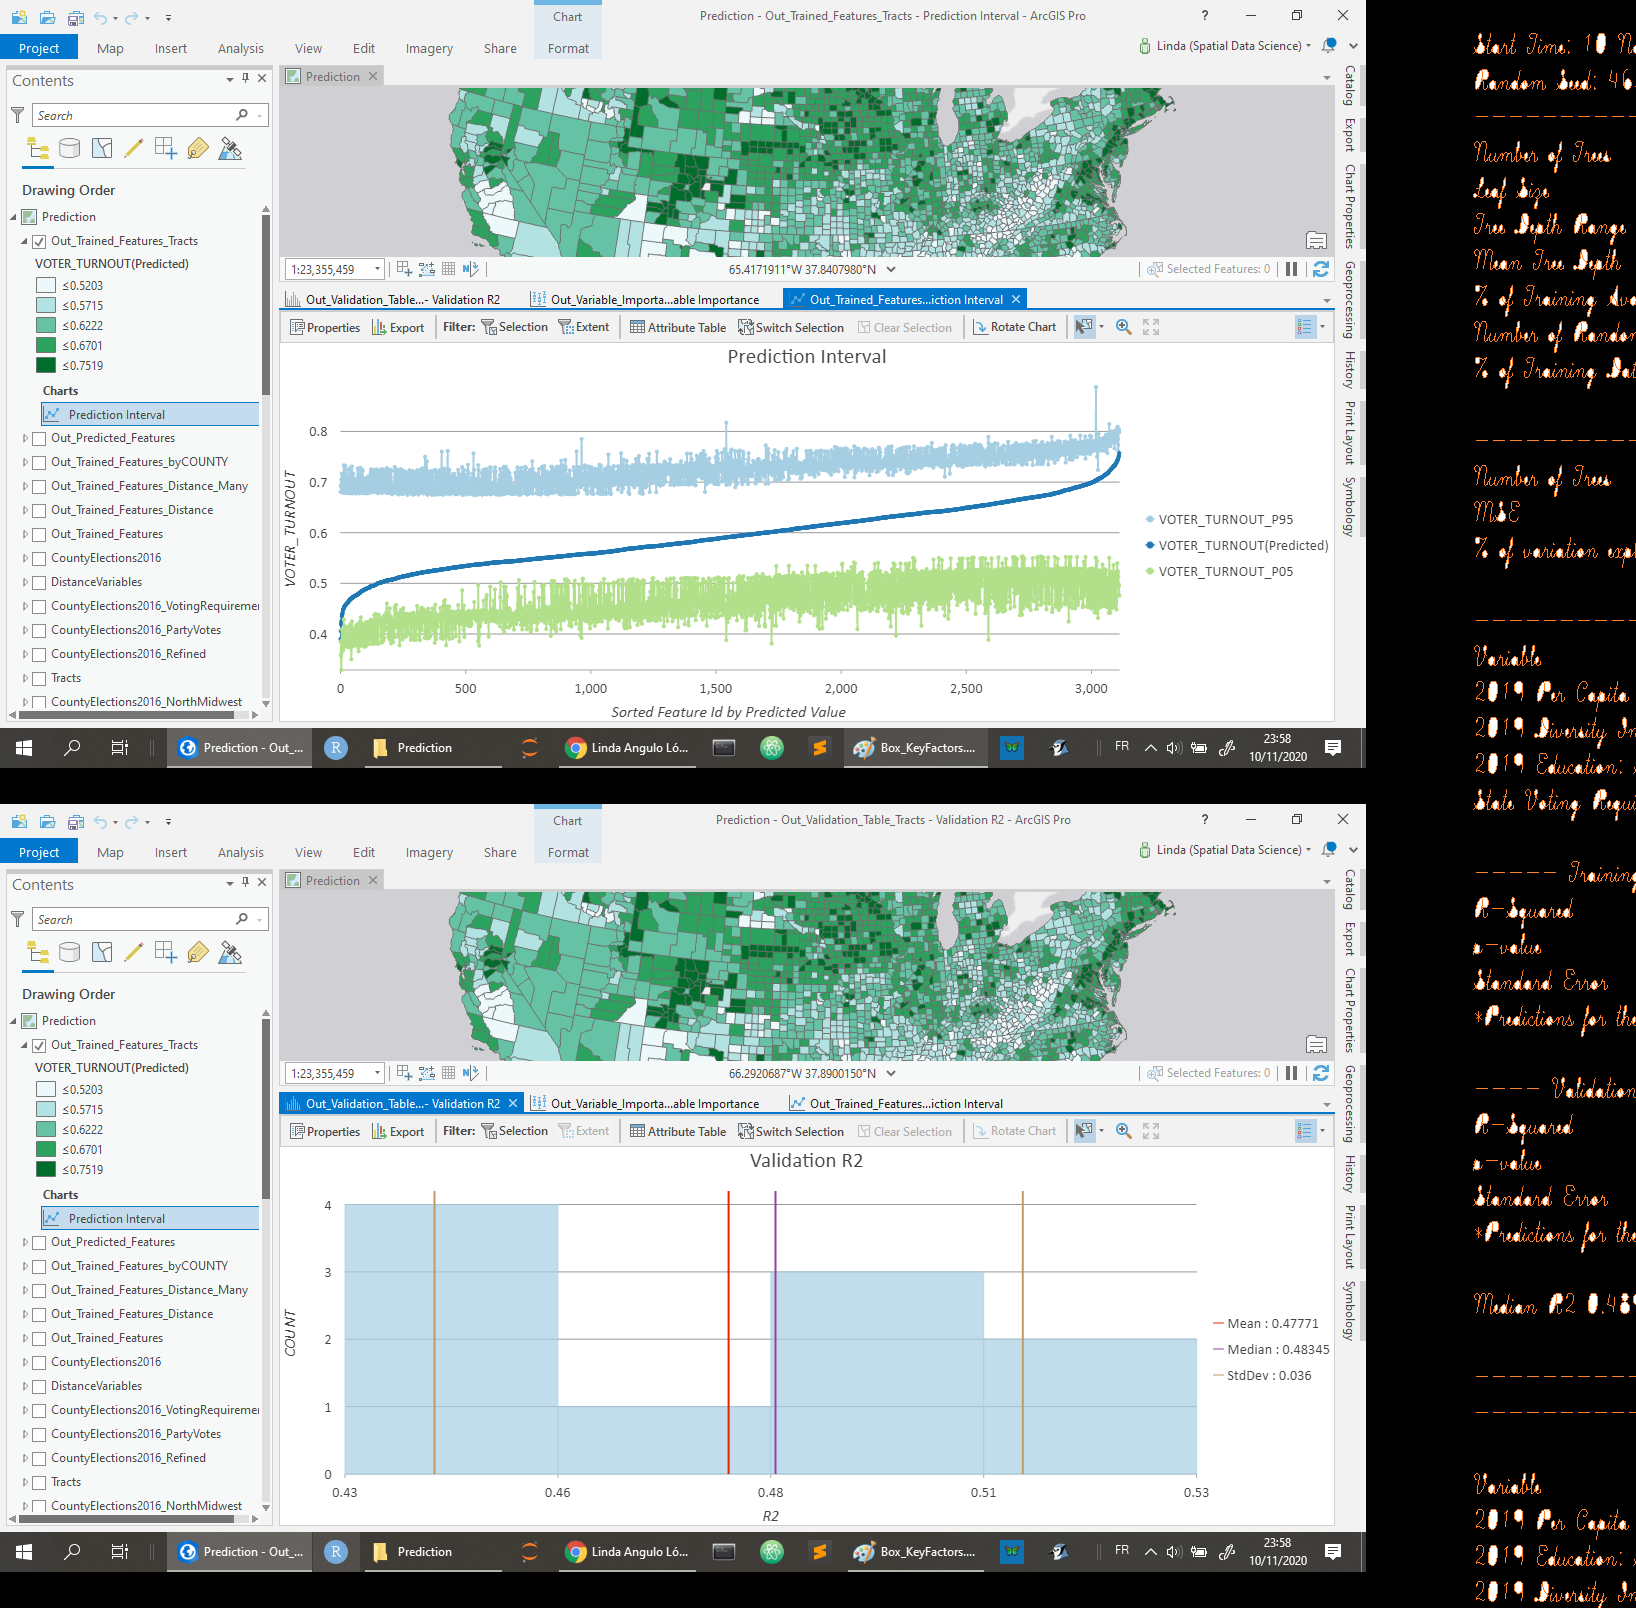 Chart
Prediction - Out_Trained_Features_Tracts - Prediction Interval - ArcGIS Pro
?
Project Map Insert Analysis View Edit Imagery Share Format
Linda (Spatial Data Science)
Contents
Prediction
Search
Drawing Order
Prediction
Out_Trained_Features_Tracts
VOTER_TURNOUT(Predicted)
≤0.5203
≤0.5715
≤0.6222
≤0.6701
≤0.7519
Charts
Prediction Interval
Out_Predicted_Features
Out_Trained_Features_byCOUNTY
Out_Trained_Features_Distance_Many
Out_Trained_Features_Distance
Out_Trained_Features
CountyElections2016
DistanceVariables
CountyElections2016_VotingRequireme
CountyElections2016_PartyVotes
CountyElections2016_Refined
Tracts
CountyElections2016_NorthMidwest
1:23,355,459
65.4171911°W 37.8407980°N
Selected Features: 0
Out_Validation_Table...- Validation R2
Out_Variable_Importa...able Importance
Out_Trained_Features...iction Interval
Properties Export Filter: Selection Extent Attribute Table Switch Selection Clear Selection Rotate Chart
Prediction Interval
VOTER_TURNOUT
0.8
0.7
0.6
0.5
0.4
0 500 1,000 1,500 2,000 2,500 3,000
Sorted Feature Id by Predicted Value
VOTER_TURNOUT_P95
VOTER_TURNOUT(Predicted)
VOTER_TURNOUT_P05
Catalog
Export
Chart Properties
Geoprocessing
History
Print Layout
Symbology
Prediction - Out_...
R
Prediction
Linda Angulo Ló...
Box_KeyFactors....
FR
23:58
10/11/2020
Chart
Prediction - Out_Validation_Table_Tracts - Validation R2 - ArcGIS Pro
?
Project Map Insert Analysis View Edit Imagery Share Format
Linda (Spatial Data Science)
Contents
Prediction
Search
Drawing Order
Prediction
Out_Trained_Features_Tracts
VOTER_TURNOUT(Predicted)
≤0.5203
≤0.5715
≤0.6222
≤0.6701
≤0.7519
Charts
Prediction Interval
Out_Predicted_Features
Out_Trained_Features_byCOUNTY
Out_Trained_Features_Distance_Many
Out_Trained_Features_Distance
Out_Trained_Features
CountyElections2016
DistanceVariables
CountyElections2016_VotingRequireme
CountyElections2016_PartyVotes
CountyElections2016_Refined
Tracts
CountyElections2016_NorthMidwest
1:23,355,459
66.2920687°W 37.8900150°N
Selected Features: 0
Out_Validation_Table...- Validation R2
Out_Variable_Importa...able Importance
Out_Trained_Features...iction Interval
Properties Export Filter: Selection Extent Attribute Table Switch Selection Clear Selection Rotate Chart
Validation R2
COUNT
4
3
2
1
0
0.43 0.46 0.48 0.51 0.53
R2
Mean : 0.47771
Median : 0.48345
StdDev : 0.036
Catalog
Export
Chart Properties
Geoprocessing
History
Print Layout
Symbology
Prediction - Out_...
R
Prediction
Linda Angulo Ló...
Box_KeyFactors....
FR
23:58
10/11/2020
Start Time: 10 N
Random Seed: 46
Number of Trees
Leaf Size
Tree Depth Range
Mean Tree Depth
% of Training Ava
Number of Random
% of Training Dat
Number of Trees
MSE
% of variation exp
Variable
2019 Per Capita
2019 Diversity In
2019 Education:
State Voting Requi
----- Training
R-Squared
p-value
Standard Error
*Predictions for the
---- Validation
R-Squared
p-value
Standard Error
*Predictions for the
Median R2 0.48
Variable
2019 Per Capita
2019 Education:
2019 Diversity In